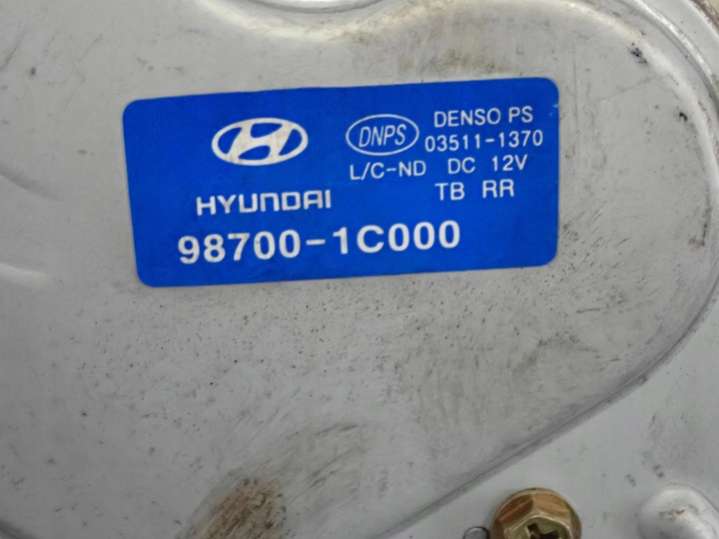 DNPS
DENSO PS
03511-1370
L/C-ND DC 12V
TB RR
HYUNDAI
98700-1C000